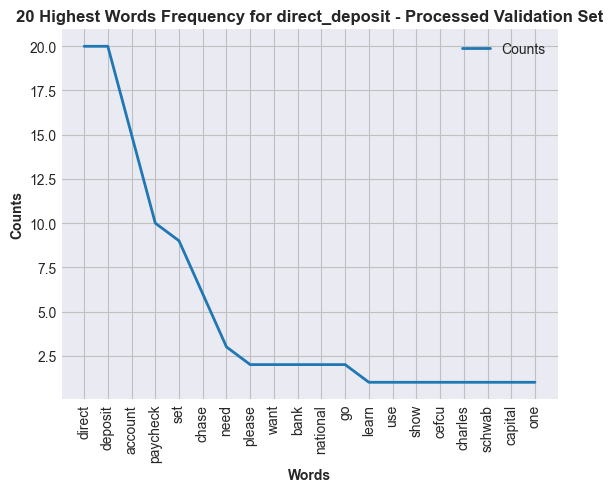 20 Highest Words Frequency for direct_deposit - Processed Validation Set
Counts
20.0
17.5
15.0
12.5
10.0
7.5
5.0
2.5
Counts
direct
deposit
account
paycheck
set
chase
need
please
want
bank
national
go
learn
use
show
cefcu
charles
schwab
capital
one
Words